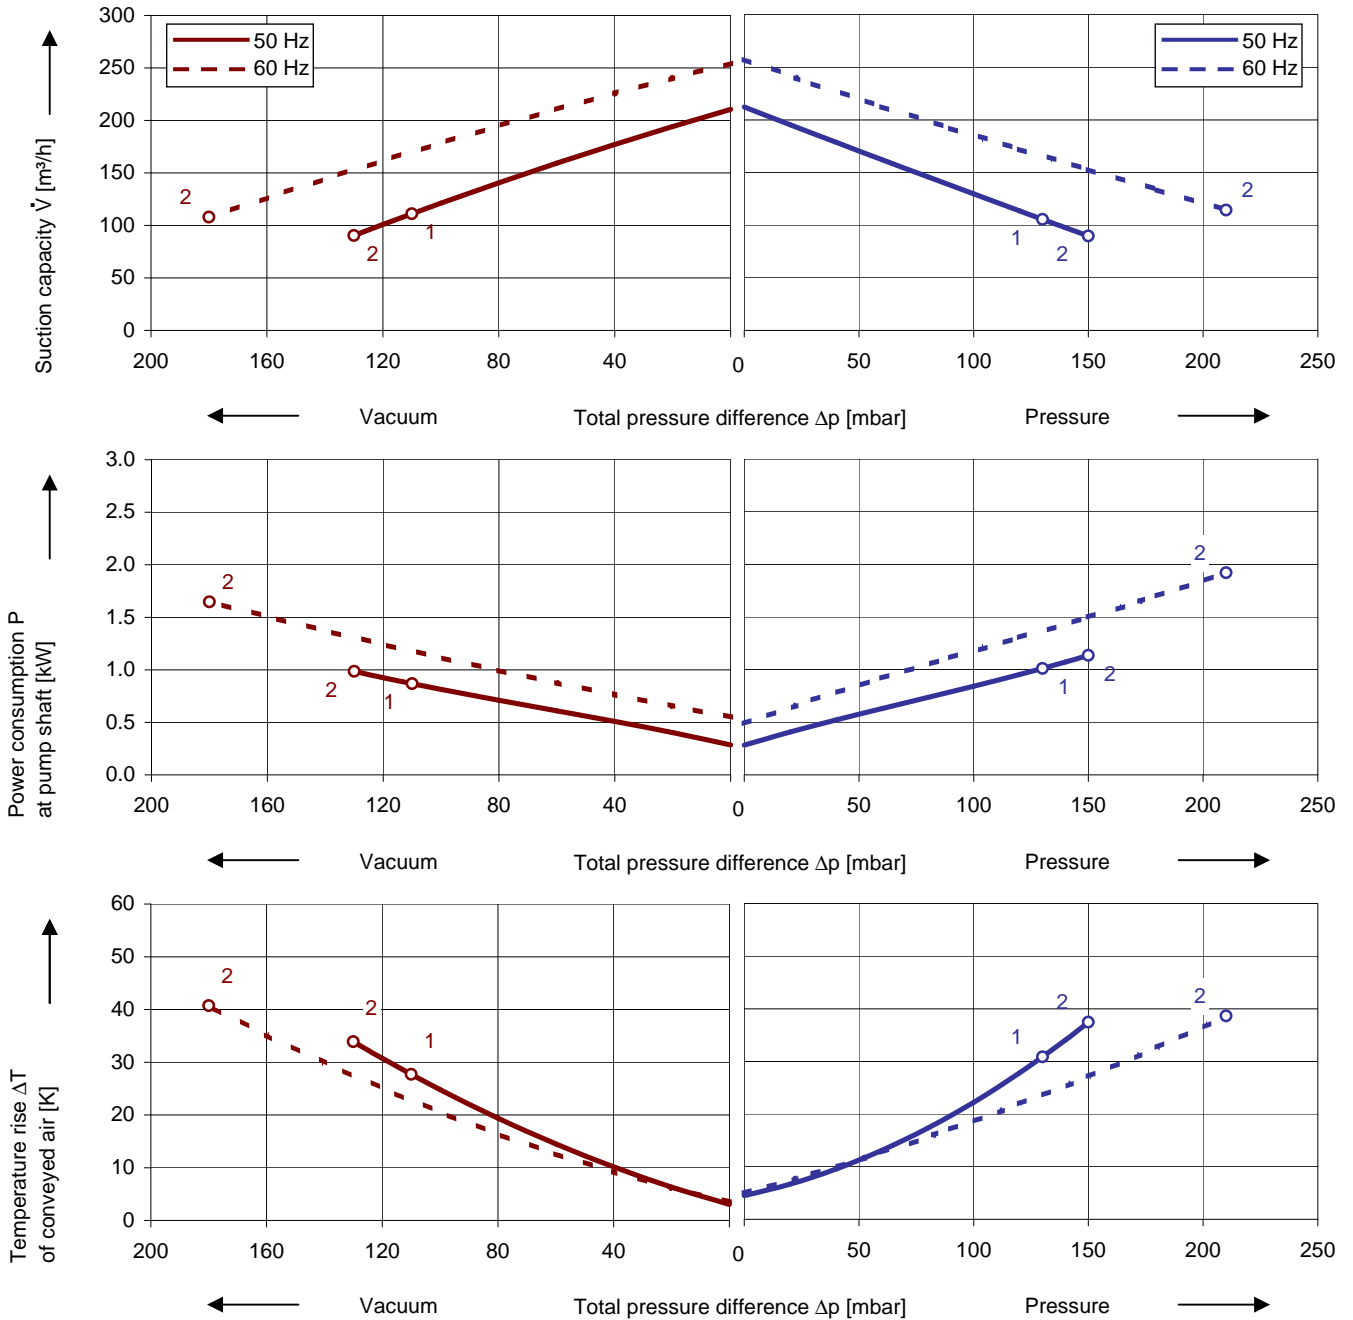 300
250
200
150
100
50
0
Suction capacity V̇ [m³/h]
50 Hz
60 Hz
50 Hz
60 Hz
2
2
1
1
2
2
200 160 120 80 40 0 50 100 150 200 250
Vacuum Total pressure difference Δp [mbar] Pressure
3.0
2.5
2.0
1.5
1.0
0.5
0.0
Power consumption P
at pump shaft [kW]
2
2
1
1
2
2
200 160 120 80 40 0 50 100 150 200 250
Vacuum Total pressure difference Δp [mbar] Pressure
60
50
40
30
20
10
0
Temperature rise ΔT
of conveyed air [K]
2
2
1
1
2
2
200 160 120 80 40 0 50 100 150 200 250
Vacuum Total pressure difference Δp [mbar] Pressure